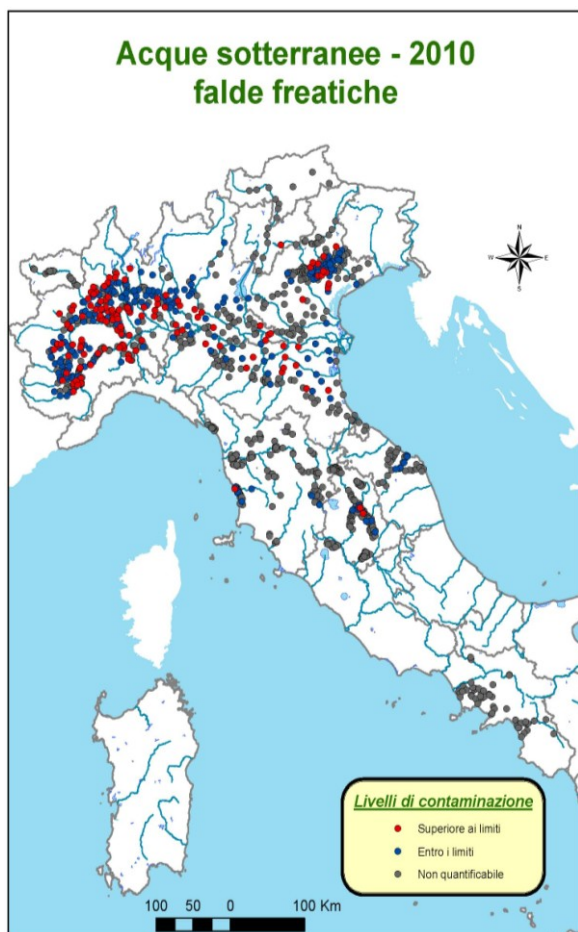 Acque sotterranee - 2010
falde freatiche
N
W E
S
Livelli di contaminazione
Superiore ai limiti
Entro i limiti
Non quantificabile
100 50 0 100 Km